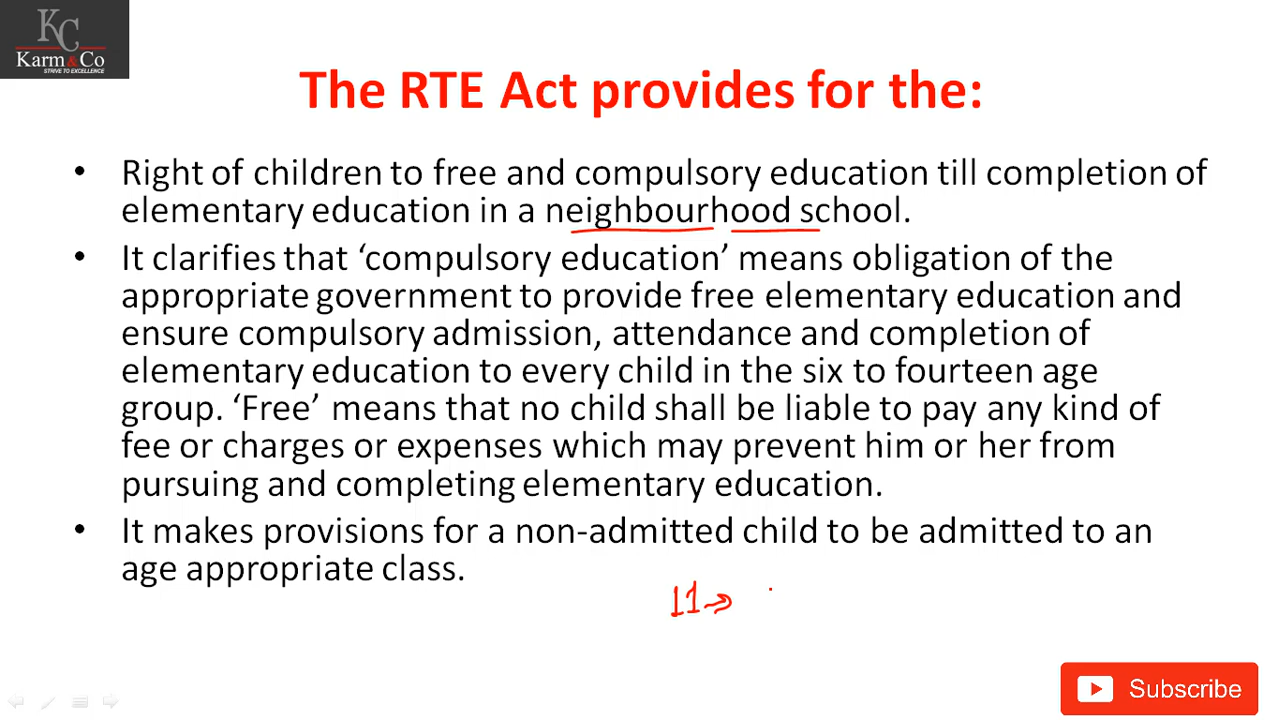 KC
Karm&Co
STRIVE TO EXCELLENCE
The RTE Act provides for the:
• Right of children to free and compulsory education till completion of
elementary education in a neighbourhood school.
• It clarifies that ‘compulsory education’ means obligation of the
appropriate government to provide free elementary education and
ensure compulsory admission, attendance and completion of
elementary education to every child in the six to fourteen age
group. ‘Free’ means that no child shall be liable to pay any kind of
fee or charges or expenses which may prevent him or her from
pursuing and completing elementary education.
• It makes provisions for a non-admitted child to be admitted to an
age appropriate class.
11→
Subscribe